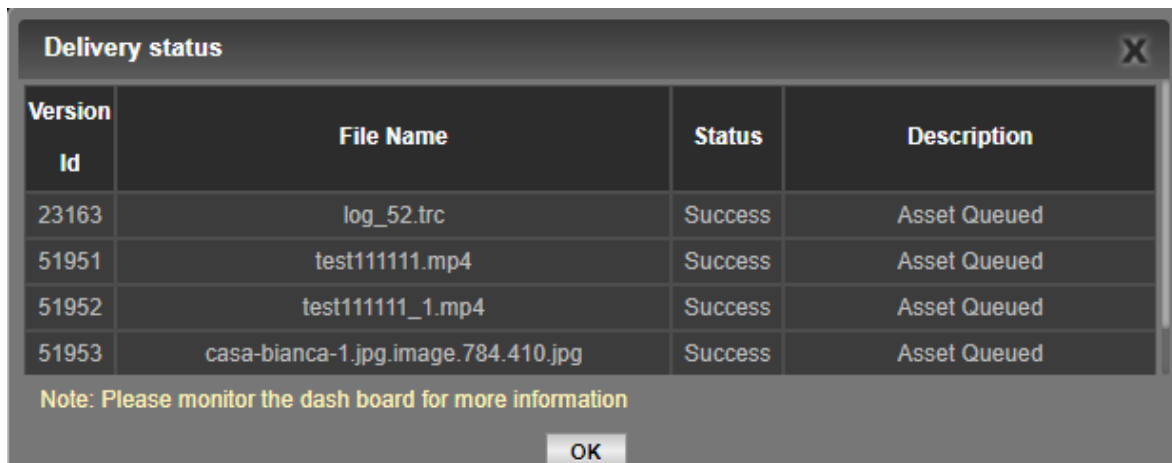 Delivery status
X
Version Id File Name Status Description
23163 log_52.trc Success Asset Queued
51951 test111111.mp4 Success Asset Queued
51952 test111111_1.mp4 Success Asset Queued
51953 casa-bianca-1.jpg.image.784.410.jpg Success Asset Queued
Note: Please monitor the dash board for more information
OK